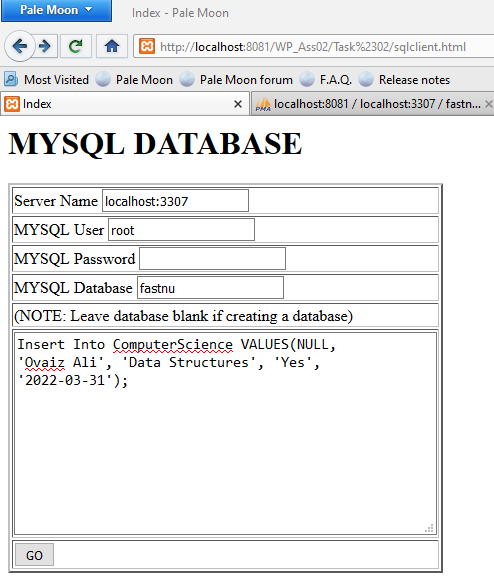 Pale Moon
Index - Pale Moon
http://localhost:8081/WP_Ass02/Task%2302/sqlclient.html
Most Visited Pale Moon Pale Moon forum F.A.Q. Release notes
Index localhost:8081 / localhost:3307 / fastn...
MYSQL DATABASE
Server Name localhost:3307
MYSQL User root
MYSQL Password
MYSQL Database fastnu
(NOTE: Leave database blank if creating a database)
Insert Into ComputerScience VALUES(NULL,
'Ovaiz Ali', 'Data Structures', 'Yes',
'2022-03-31');
GO